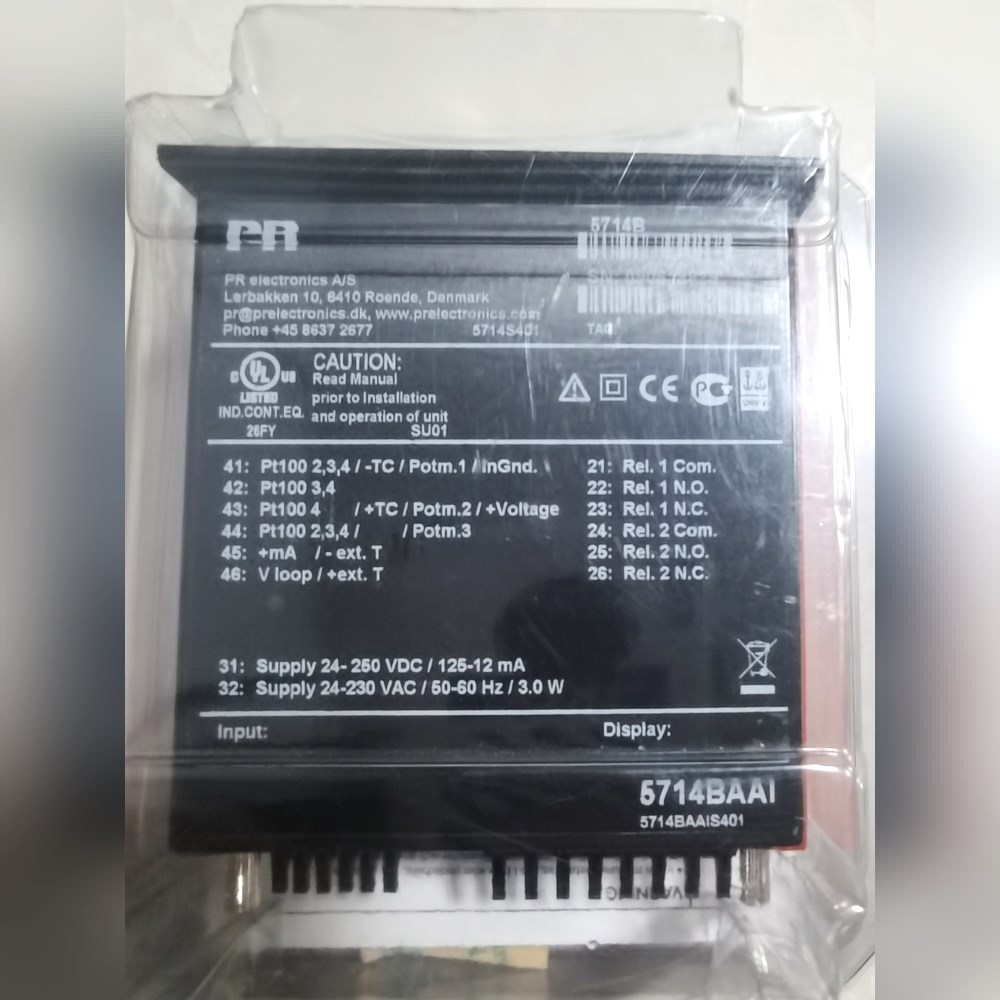 PR
5714B
PR electronics A/S
Lerbakken 10, 8410 Roende, Denmark
pr@prelectronics.dk, www.prelectronics.com
Phone +45 8637 2677 5714S401
TAG
C UL US
LISTED
IND.CONT.EQ.
26FY
CAUTION:
Read Manual
prior to Installation
and operation of unit
SU01
CE
41: Pt100 2,3,4 / -TC / Potm.1 / InGnd.
42: Pt100 3,4
43: Pt100 4 / +TC / Potm.2 / +Voltage
44: Pt100 2,3,4 / / Potm.3
45: +mA / - ext. T
46: V loop / +ext. T
21: Rel. 1 Com.
22: Rel. 1 N.O.
23: Rel. 1 N.C.
24: Rel. 2 Com.
25: Rel. 2 N.O.
26: Rel. 2 N.C.
31: Supply 24- 250 VDC / 125-12 mA
32: Supply 24-230 VAC / 50-60 Hz / 3.0 W
Input:
Display:
5714BAAI
5714BAAIS401
WARNING